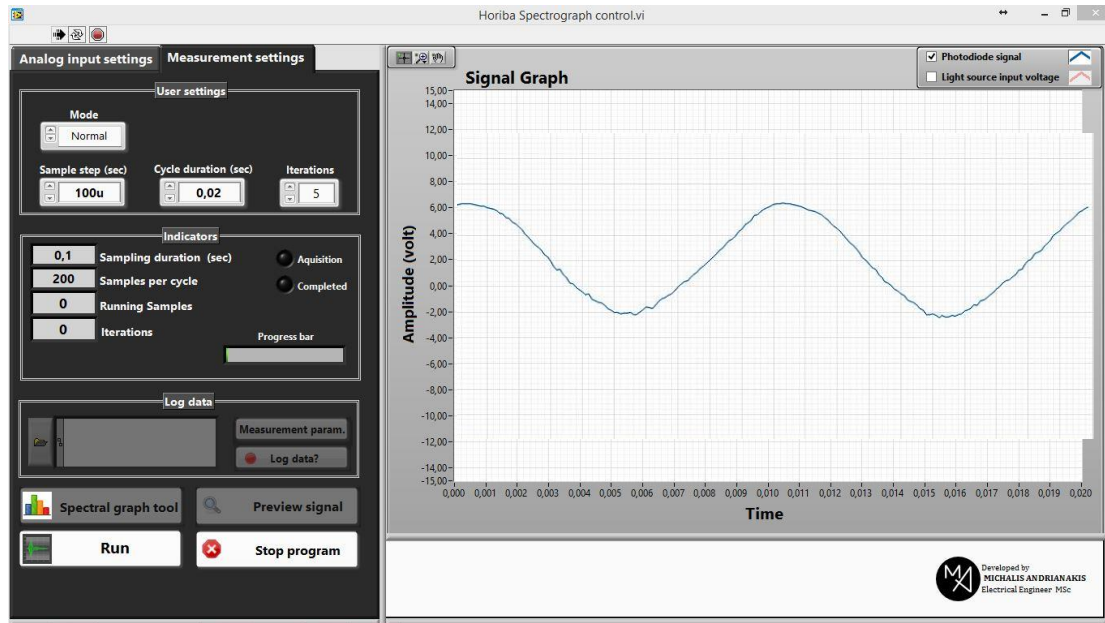 Horiba Spectrograph control.vi
Analog input settings
Measurement settings
User settings
Mode
Normal
Sample step (sec)
Cycle duration (sec)
Iterations
100u
0,02
5
Indicators
0,1
Sampling duration (sec)
Aquisition
200
Samples per cycle
Completed
0
Running Samples
0
Iterations
Progress bar
Log data
Measurement param.
Log data?
Spectral graph tool
Preview signal
Run
Stop program
Signal Graph
Photodiode signal
Light source input voltage
Amplitude (volt)
15,00
14,00
12,00
10,00
8,00
6,00
4,00
2,00
0,00
-2,00
-4,00
-6,00
-8,00
-10,00
-12,00
-14,00
-15,00
0,000 0,001 0,002 0,003 0,004 0,005 0,006 0,007 0,008 0,009 0,010 0,011 0,012 0,013 0,014 0,015 0,016 0,017 0,018 0,019 0,020
Time
MA
Developed by
MICHALIS ANDRIANAKIS
Electrical Engineer MSc